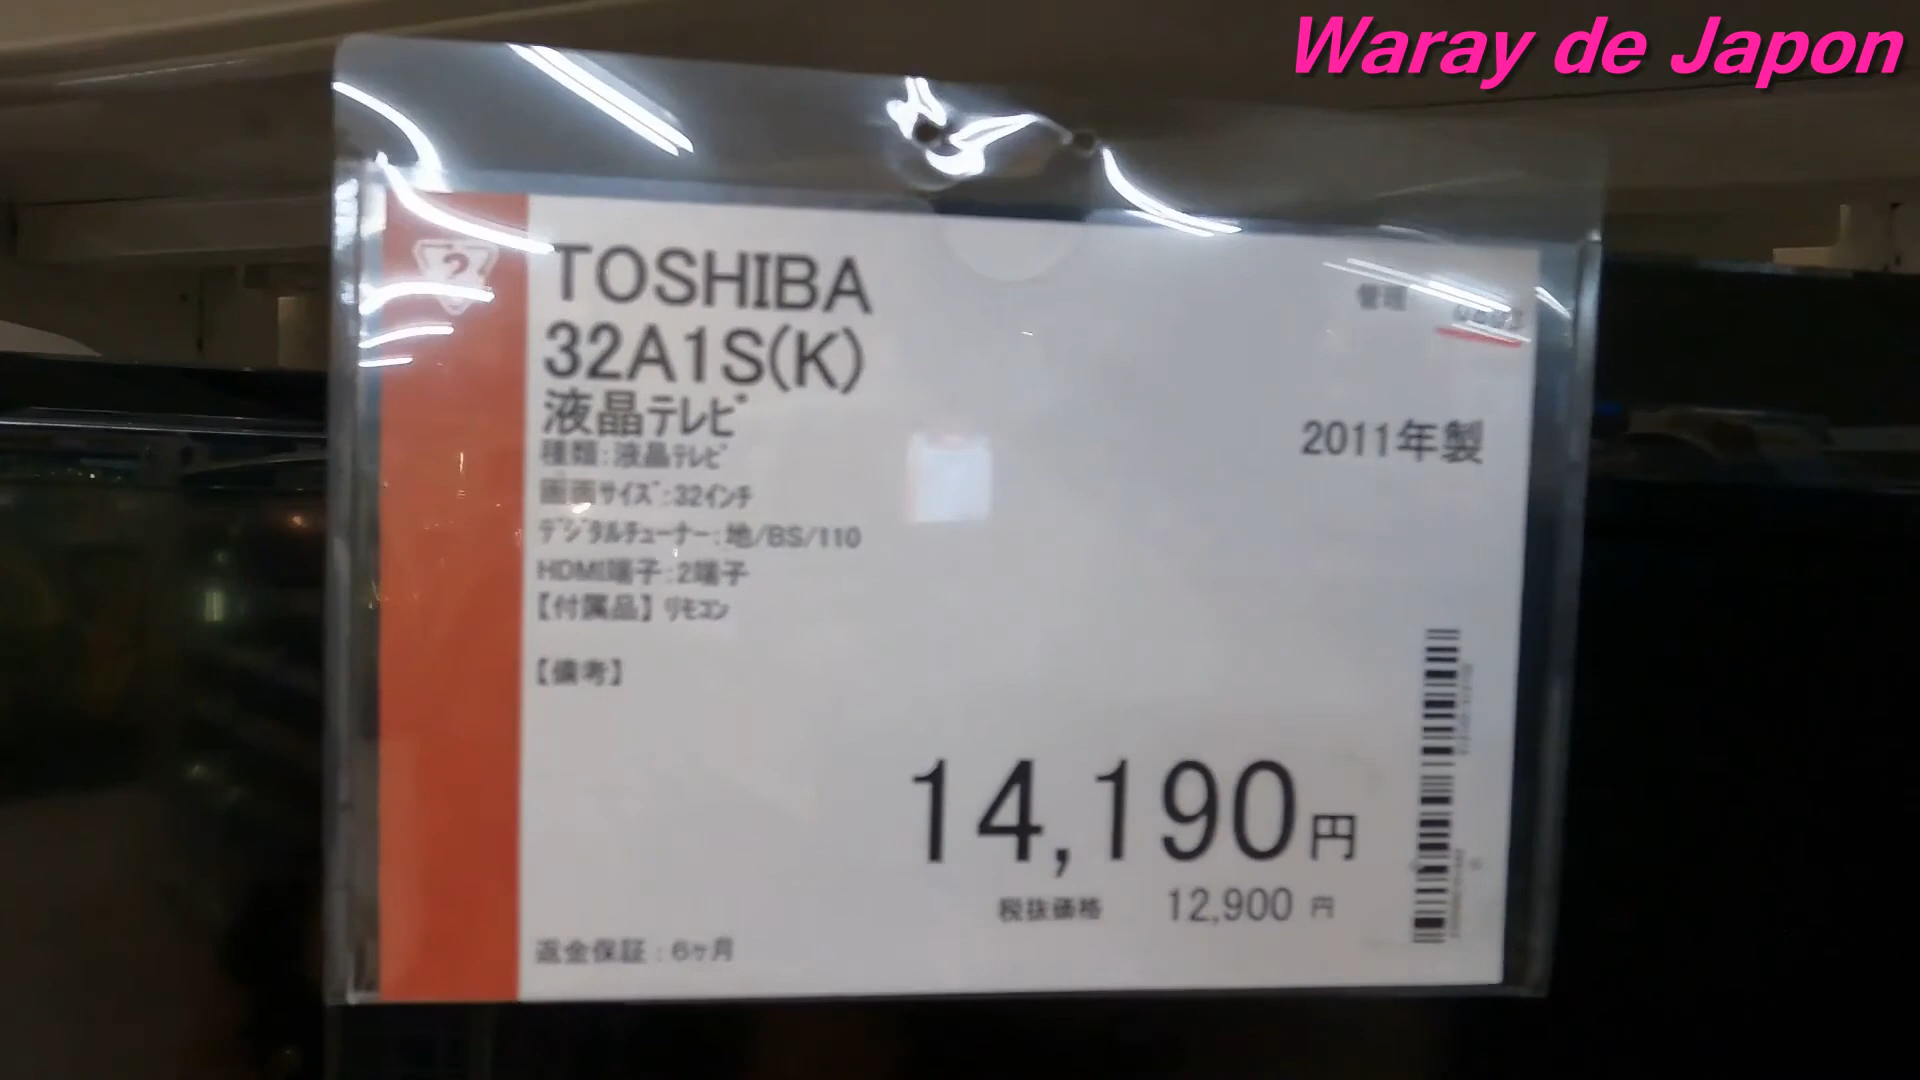 Waray de Japon
TOSHIBA
管理
32A1S(K)
液晶ﾃﾚﾋﾞ
2011年製
種類:液晶ﾃﾚﾋﾞ
画面ｻｲｽﾞ:32ｲﾝﾁ
ﾃﾞｼﾞﾀﾙﾁｭｰﾅｰ:地/BS/110
HDMI端子:2端子
【付属品】ﾘﾓｺﾝ
【備考】
14,190円
税抜価格 12,900 円
返金保証:6ヶ月